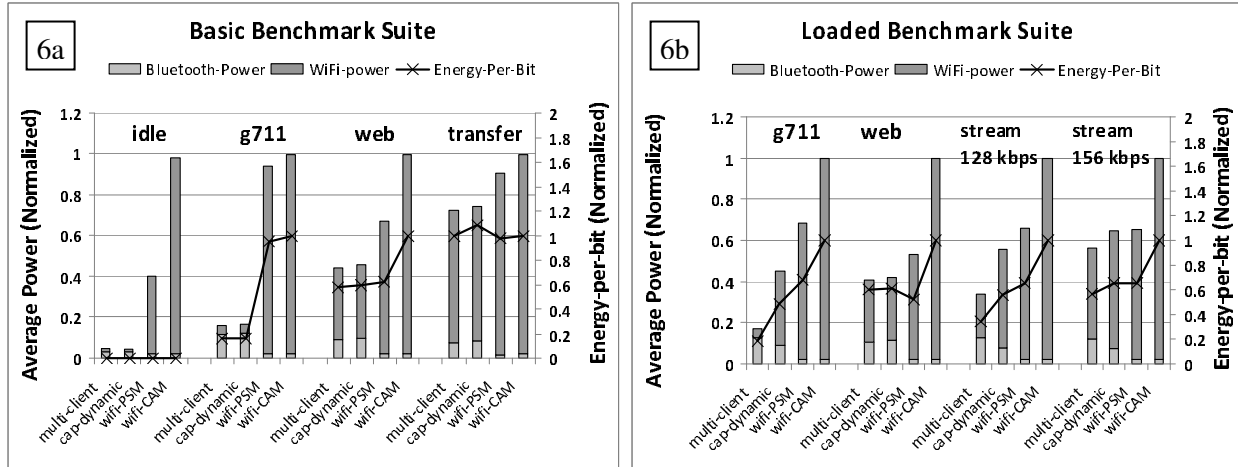 6a
Basic Benchmark Suite
Bluetooth-Power WiFi-power Energy-Per-Bit
Average Power (Normalized)
1.2
1
0.8
0.6
0.4
0.2
0
idle g711 web transfer
2
1.8
1.6
1.4
1.2
1
0.8
0.6
0.4
0.2
0
Energy-per-bit (Normalized)
multi-client
cap-dynamic
wifi-PSM
wifi-CAM
multi-client
cap-dynamic
wifi-PSM
wifi-CAM
multi-client
cap-dynamic
wifi-PSM
wifi-CAM
multi-client
cap-dynamic
wifi-PSM
wifi-CAM
6b
Loaded Benchmark Suite
Bluetooth-Power WiFi-power Energy-Per-Bit
Average Power (Normalized)
1.2
1
0.8
0.6
0.4
0.2
0
g711 web stream stream
128 kbps 156 kbps
2
1.8
1.6
1.4
1.2
1
0.8
0.6
0.4
0.2
0
Energy-per-bit (Normalized)
multi-client
cap-dynamic
wifi-PSM
wifi-CAM
multi-client
cap-dynamic
wifi-PSM
wifi-CAM
multi-client
cap-dynamic
wifi-PSM
wifi-CAM
multi-client
cap-dynamic
wifi-PSM
wifi-CAM